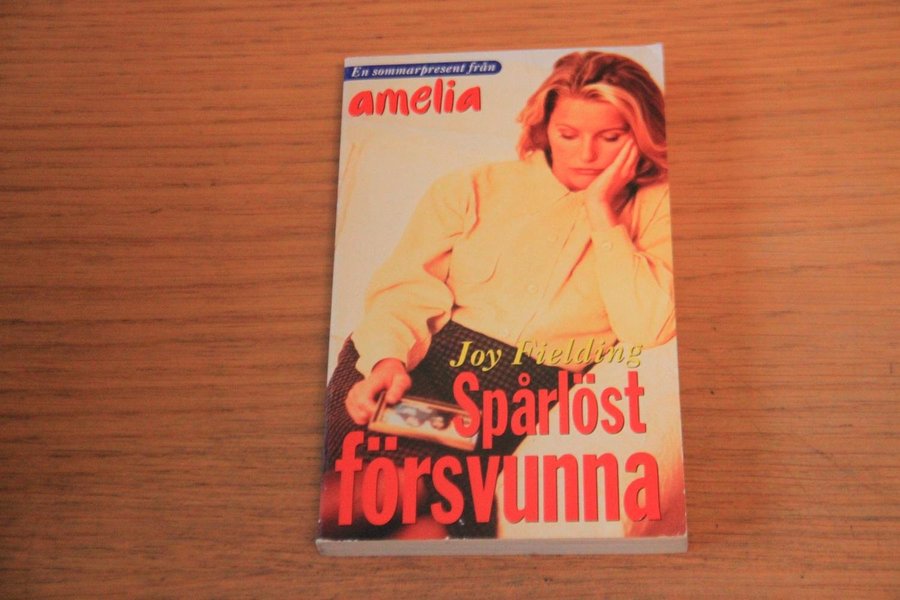 En sommarpresent från
amelia
Joy Fielding
Spårlöst
försvunna